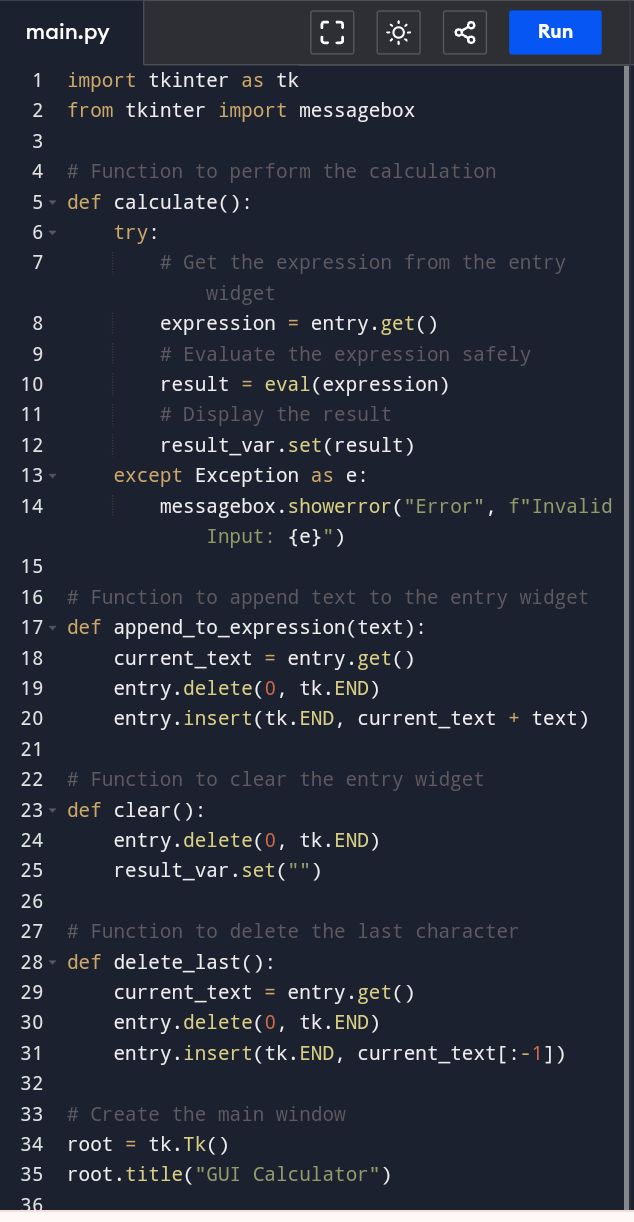 main.py
Run
1 import tkinter as tk
2 from tkinter import messagebox
3
4 # Function to perform the calculation
5 def calculate():
6     try:
7         # Get the expression from the entry
            widget
8         expression = entry.get()
9         # Evaluate the expression safely
10         result = eval(expression)
11         # Display the result
12         result_var.set(result)
13     except Exception as e:
14         messagebox.showerror("Error", f"Invalid
            Input: {e}")
15
16 # Function to append text to the entry widget
17 def append_to_expression(text):
18     current_text = entry.get()
19     entry.delete(0, tk.END)
20     entry.insert(tk.END, current_text + text)
21
22 # Function to clear the entry widget
23 def clear():
24     entry.delete(0, tk.END)
25     result_var.set("")
26
27 # Function to delete the last character
28 def delete_last():
29     current_text = entry.get()
30     entry.delete(0, tk.END)
31     entry.insert(tk.END, current_text[:-1])
32
33 # Create the main window
34 root = tk.Tk()
35 root.title("GUI Calculator")
36